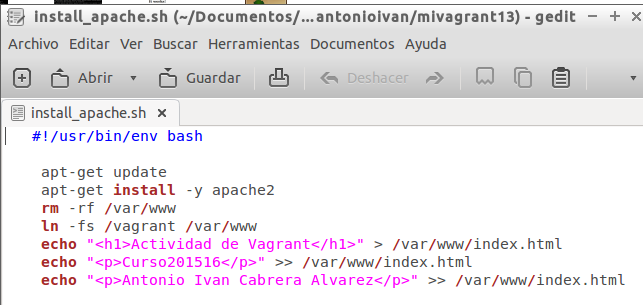 install_apache.sh (~/Documentos/...antonioivan/mivagrant13) - gedit
Archivo Editar Ver Buscar Herramientas Documentos Ayuda
Abrir Guardar Deshacer
install_apache.sh
#!/usr/bin/env bash
apt-get update
apt-get install -y apache2
rm -rf /var/www
ln -fs /vagrant /var/www
echo "<h1>Actividad de Vagrant</h1>" > /var/www/index.html
echo "<p>Curso201516</p>" >> /var/www/index.html
echo "<p>Antonio Ivan Cabrera Alvarez</p>" >> /var/www/index.html